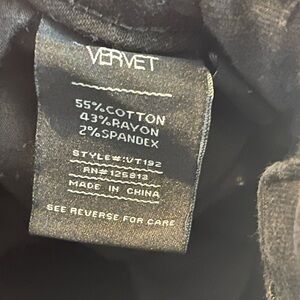 VERVET
55%COTTON
43%RAYON
2%SPANDEX
STYLE#:VT192
RN#125813
MADE IN CHINA
SEE REVERSE FOR CARE